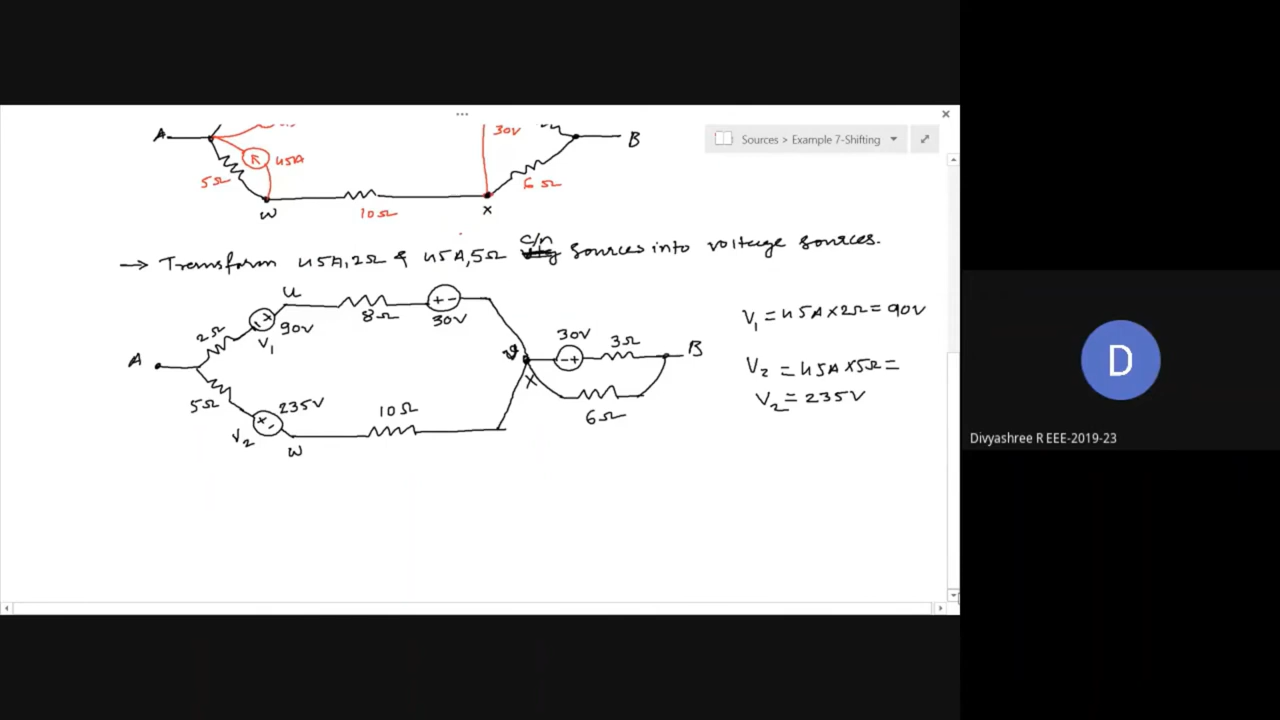 Sources > Example 7-Shifting
A
30V
B
45A
5Ω
6Ω
W
10Ω
X
→ Transform 45A,2Ω & 45A,5Ω c/n sources into voltage sources.
U
2Ω
+ -
90V
8Ω
30V
V₁
V₁ = 45A × 2Ω = 90V
30V
3Ω
- +
A
B
X
V₂ = 45A × 5Ω =
V₂ = 235V
5Ω
235V
+ -
V₂
10Ω
6Ω
W
D
Divyashree R EEE-2019-23